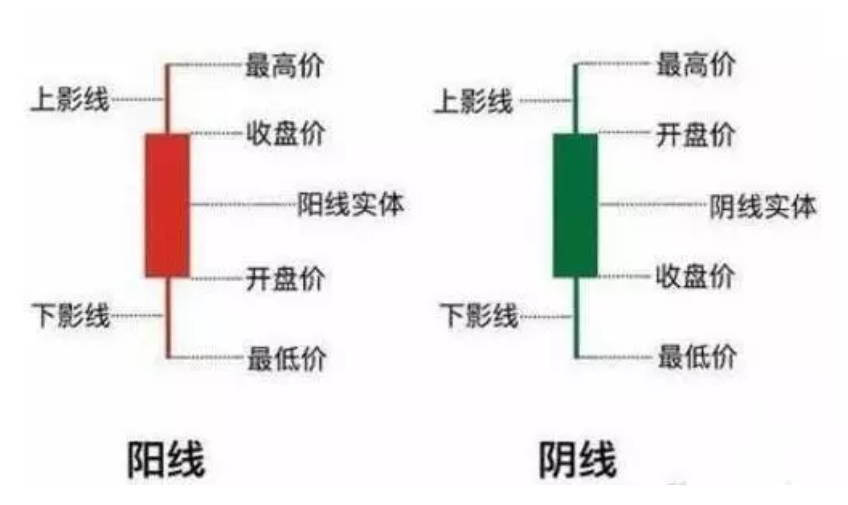 最高价
上影线
收盘价
阳线实体
开盘价
下影线
最低价
阳线
最高价
上影线
开盘价
阴线实体
收盘价
下影线
最低价
阴线